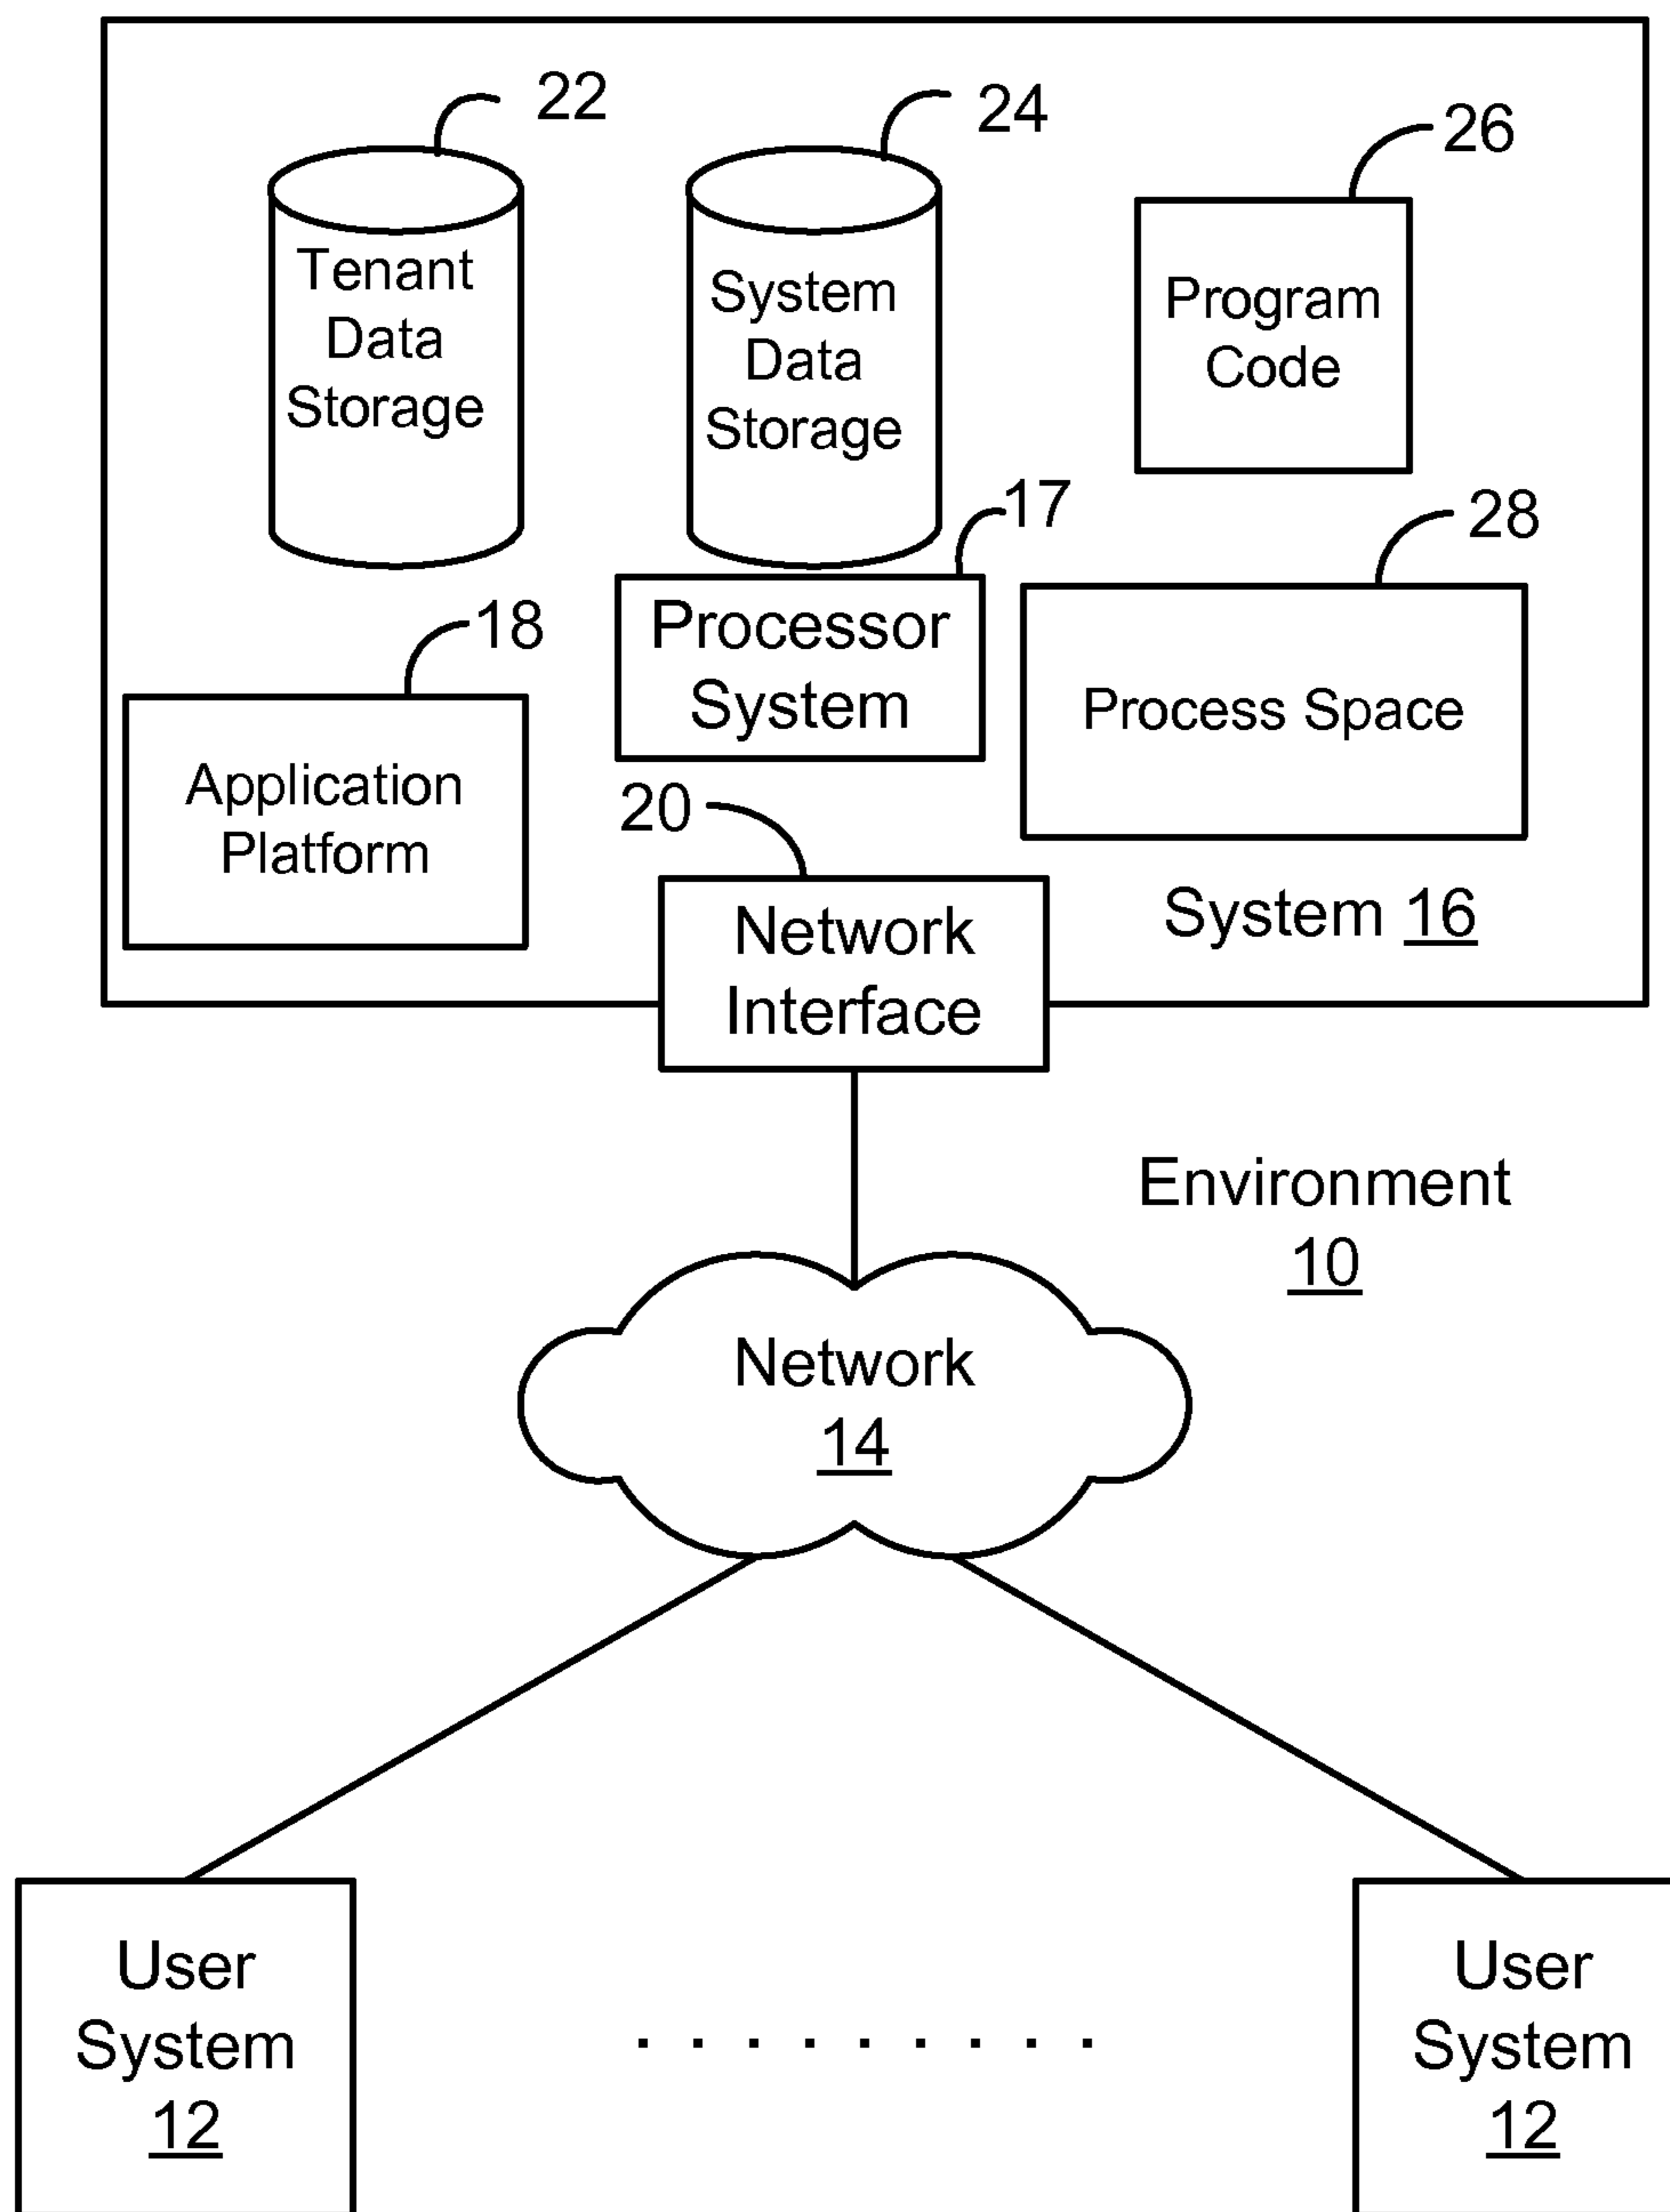 22
24
26
Tenant
Data
Storage
System
Data
Storage
Program
Code
17
28
18
Processor
System
Process Space
Application
Platform
20
System 16
Network
Interface
Environment
10
Network
14
User
System
12
. . . . . . . . .
User
System
12